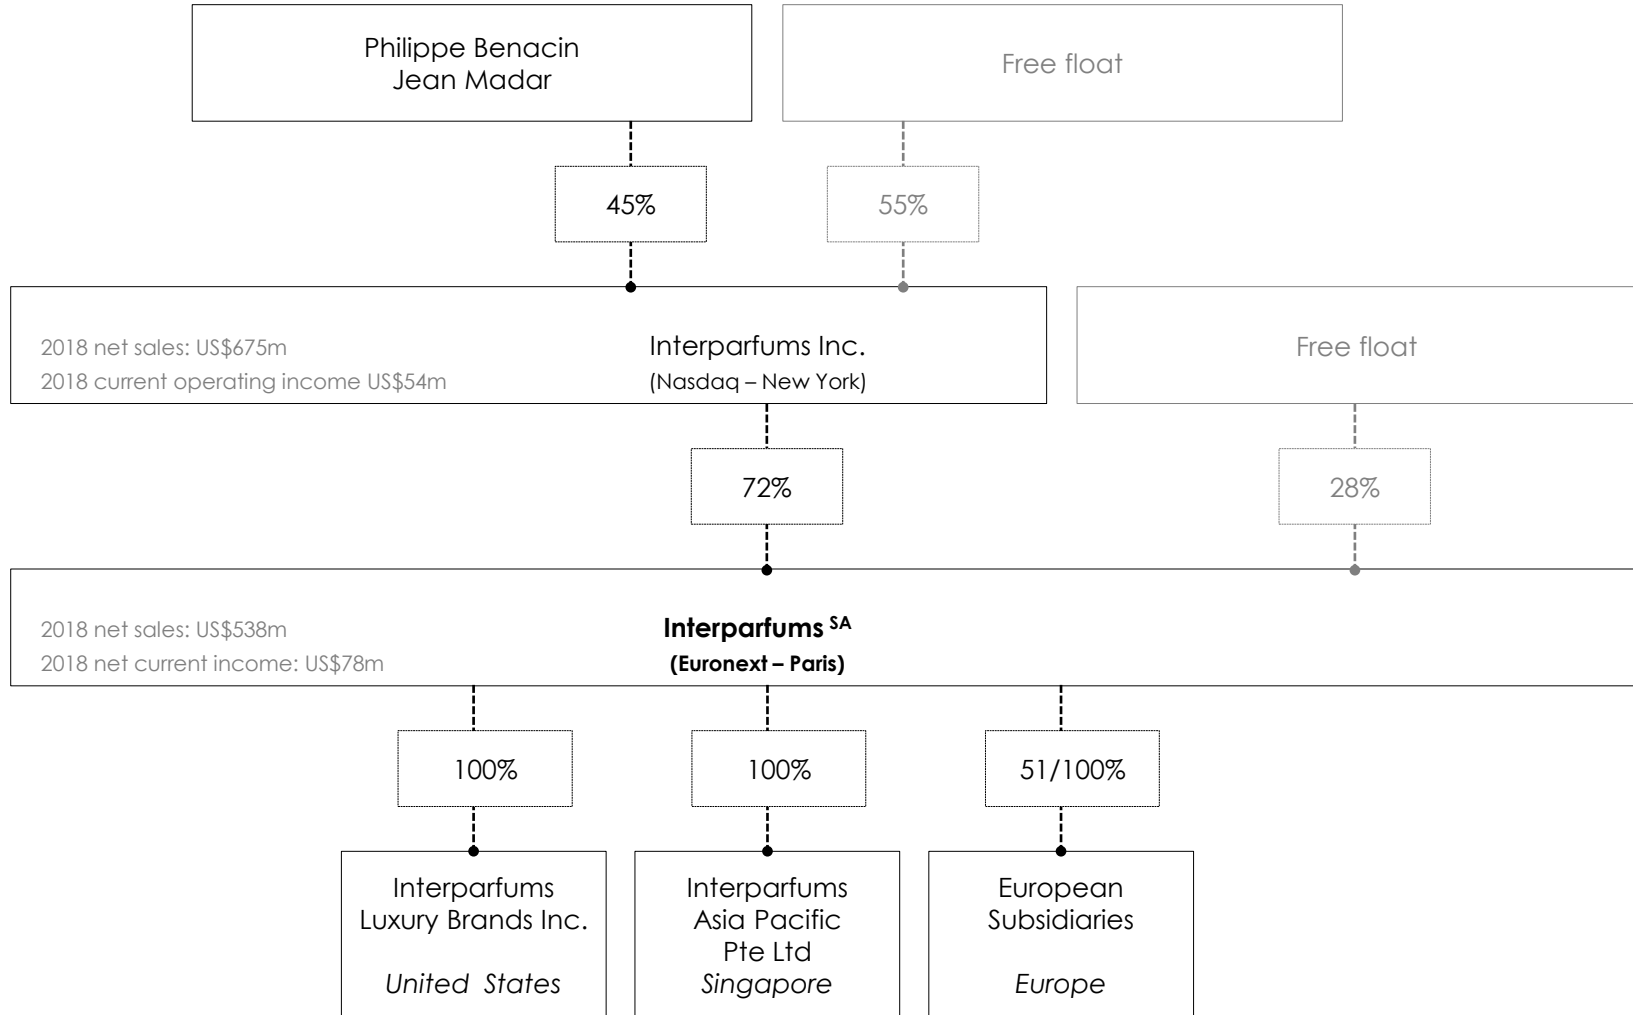 Philippe Benacin
Jean Madar
Free float
45%
55%
2018 net sales: US$675m
2018 current operating income US$54m
Interparfums Inc.
(Nasdaq – New York)
Free float
72%
28%
2018 net sales: US$538m
2018 net current income: US$78m
Interparfums SA
(Euronext – Paris)
100%
100%
51/100%
Interparfums
Luxury Brands Inc.
United States
Interparfums
Asia Pacific
Pte Ltd
Singapore
European
Subsidiaries
Europe